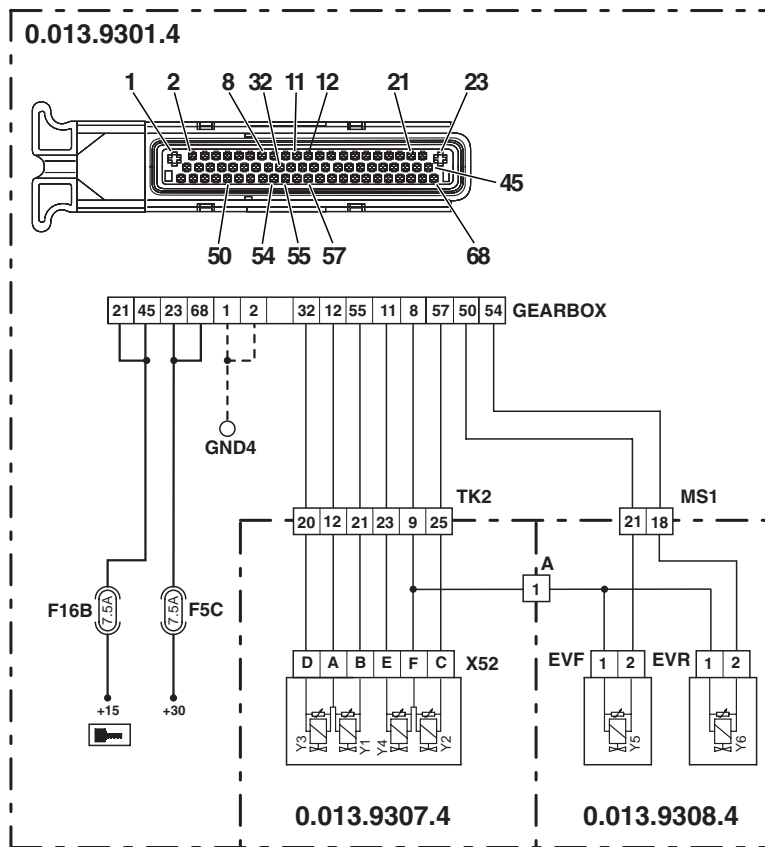 0.013.9301.4
1 2 8 32 11 12 21 23
45
50 54 55 57 68
21 45 23 68 1 2 32 12 55 11 8 57 50 54 GEARBOX
GND4
TK2 MS1
20 12 21 23 9 25 21 18
A
1
F16B 7.5A 7.5A F5C
D A B E F C X52 EVF 1 2 EVR 1 2
+15 +30
Y3 Y1 Y4 Y2 Y5 Y6
0.013.9307.4 0.013.9308.4